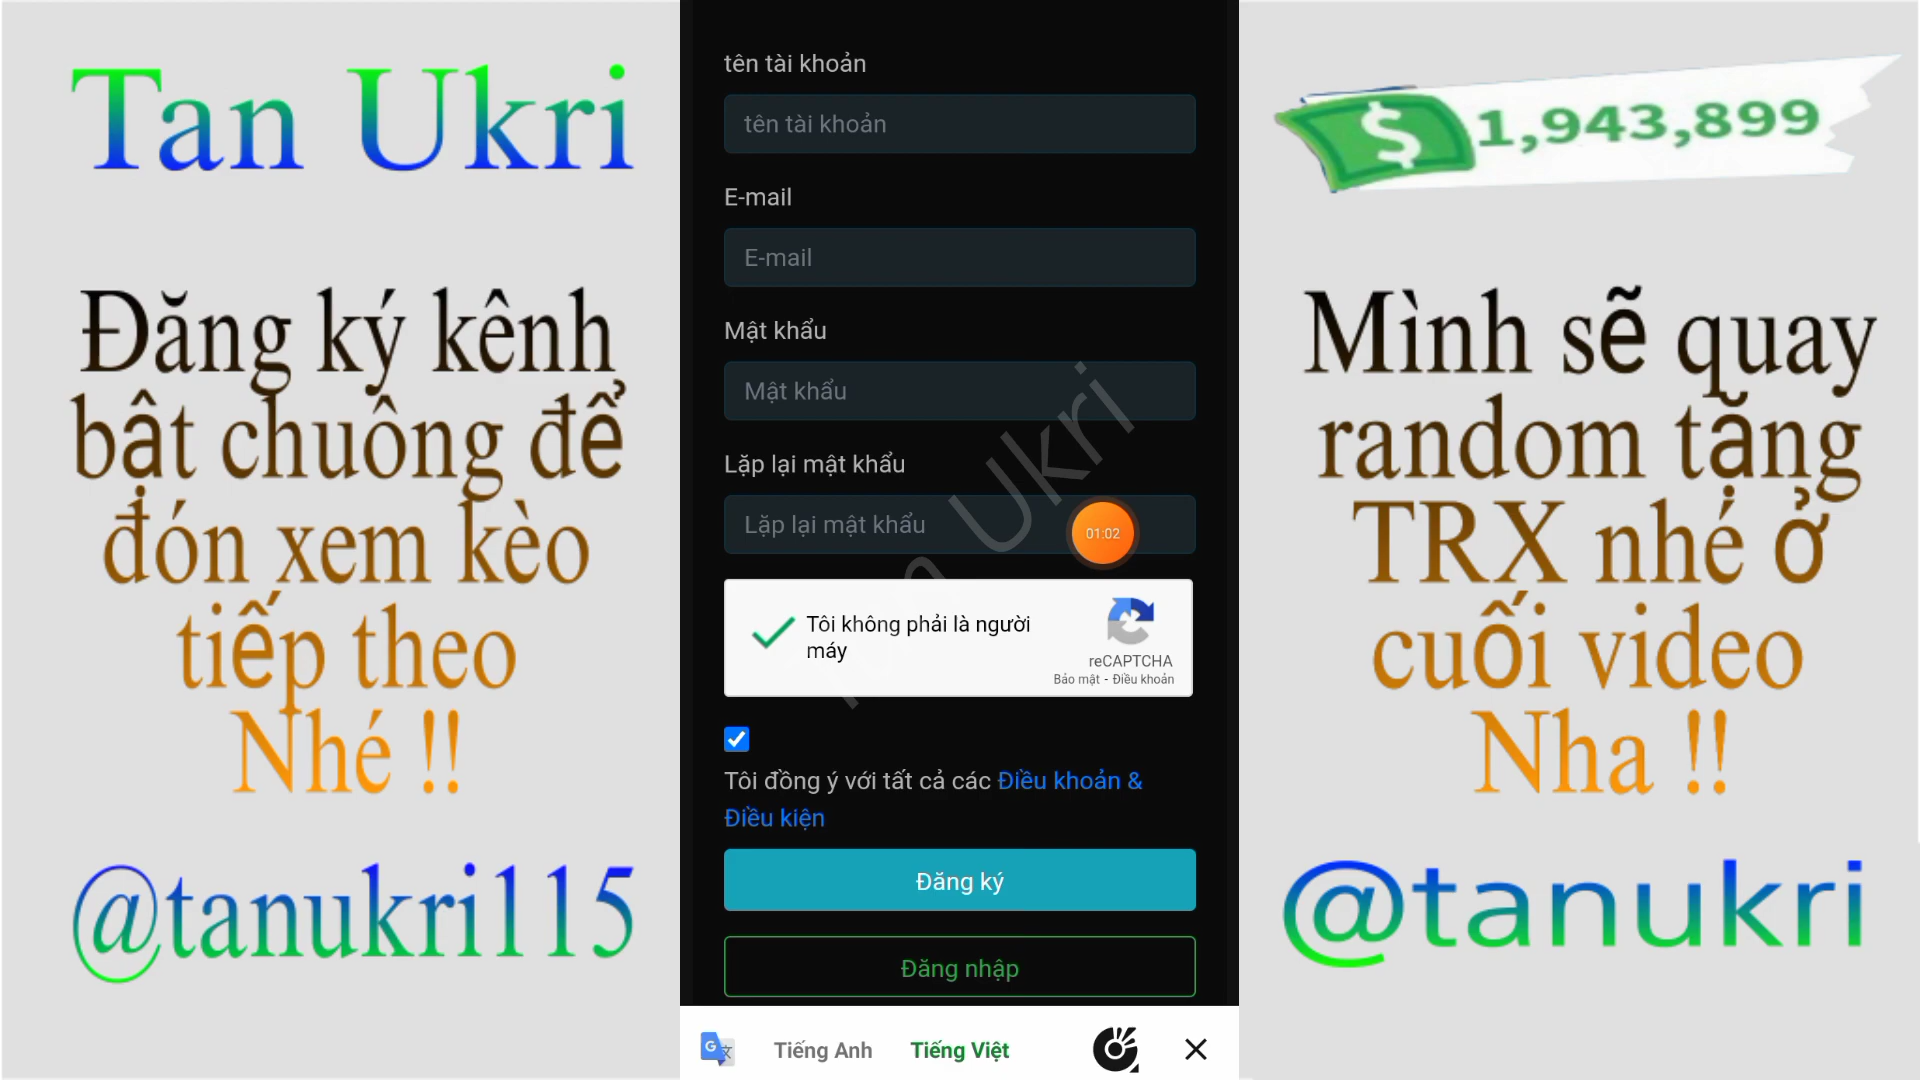 Tan Ukri
Đăng ký kênh
bật chuông để
đón xem kèo
tiếp theo
Nhé !!
@tanukri115
tên tài khoản
tên tài khoản
E-mail
E-mail
Mật khẩu
Mật khẩu
Lặp lại mật khẩu
Lặp lại mật khẩu
01:02
Tôi không phải là người
máy
reCAPTCHA
Bảo mật - Điều khoản
Tôi đồng ý với tất cả các Điều khoản &
Điều kiện
Đăng ký
Đăng nhập
Tiếng Anh
Tiếng Việt
Tan Ukri
$1,943,899
Mình sẽ quay
random tặng
TRX nhé ở
cuối video
Nha !!
@tanukri